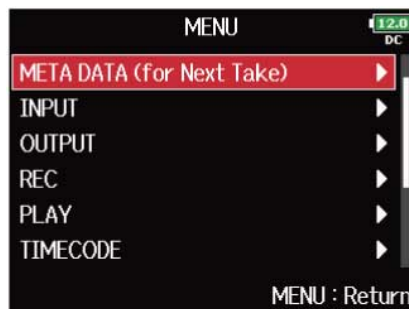 MENU
12.0
DC
META DATA (for Next Take)
INPUT
OUTPUT
REC
PLAY
TIMECODE
MENU : Return